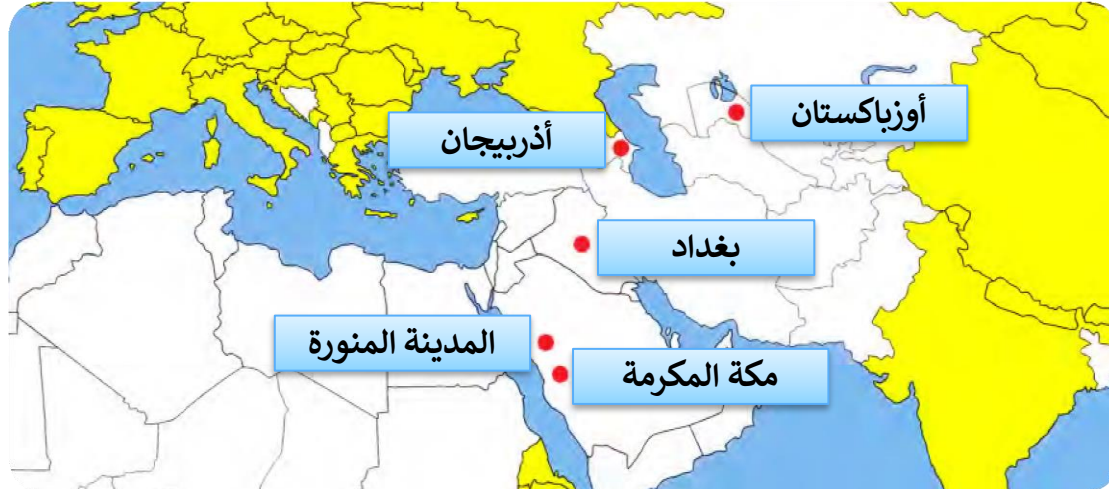 أوزباكستان
أذربيجان
بغداد
المدينة المنورة
مكة المكرمة